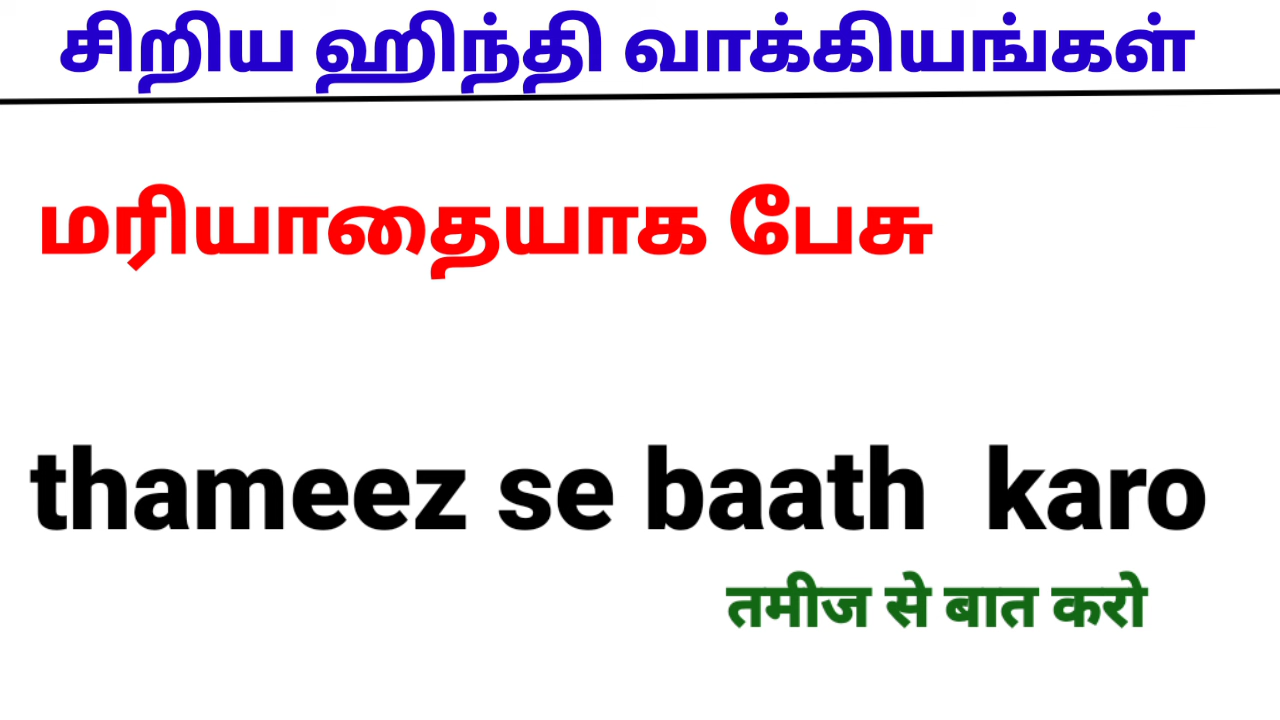 சிறிய ஹிந்தி வாக்கியங்கள்
மரியாதையாக பேசு
thameez se baath karo
तमीज से बात करो